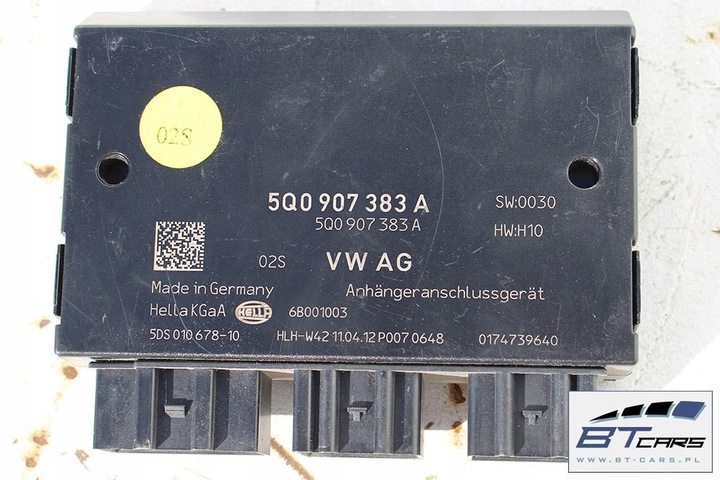 02S
5Q0 907 383 A
SW:0030
5Q0 907 383 A
HW:H10
02S
VW AG
Made in Germany
Anhängeranschlussgerät
Hella KGaA
HELLA
6B001003
5DS 010 678-10
HLH-W42 11.04.12 P007 0648
0174739640
BT CARS
WWW.BT-CARS.PL